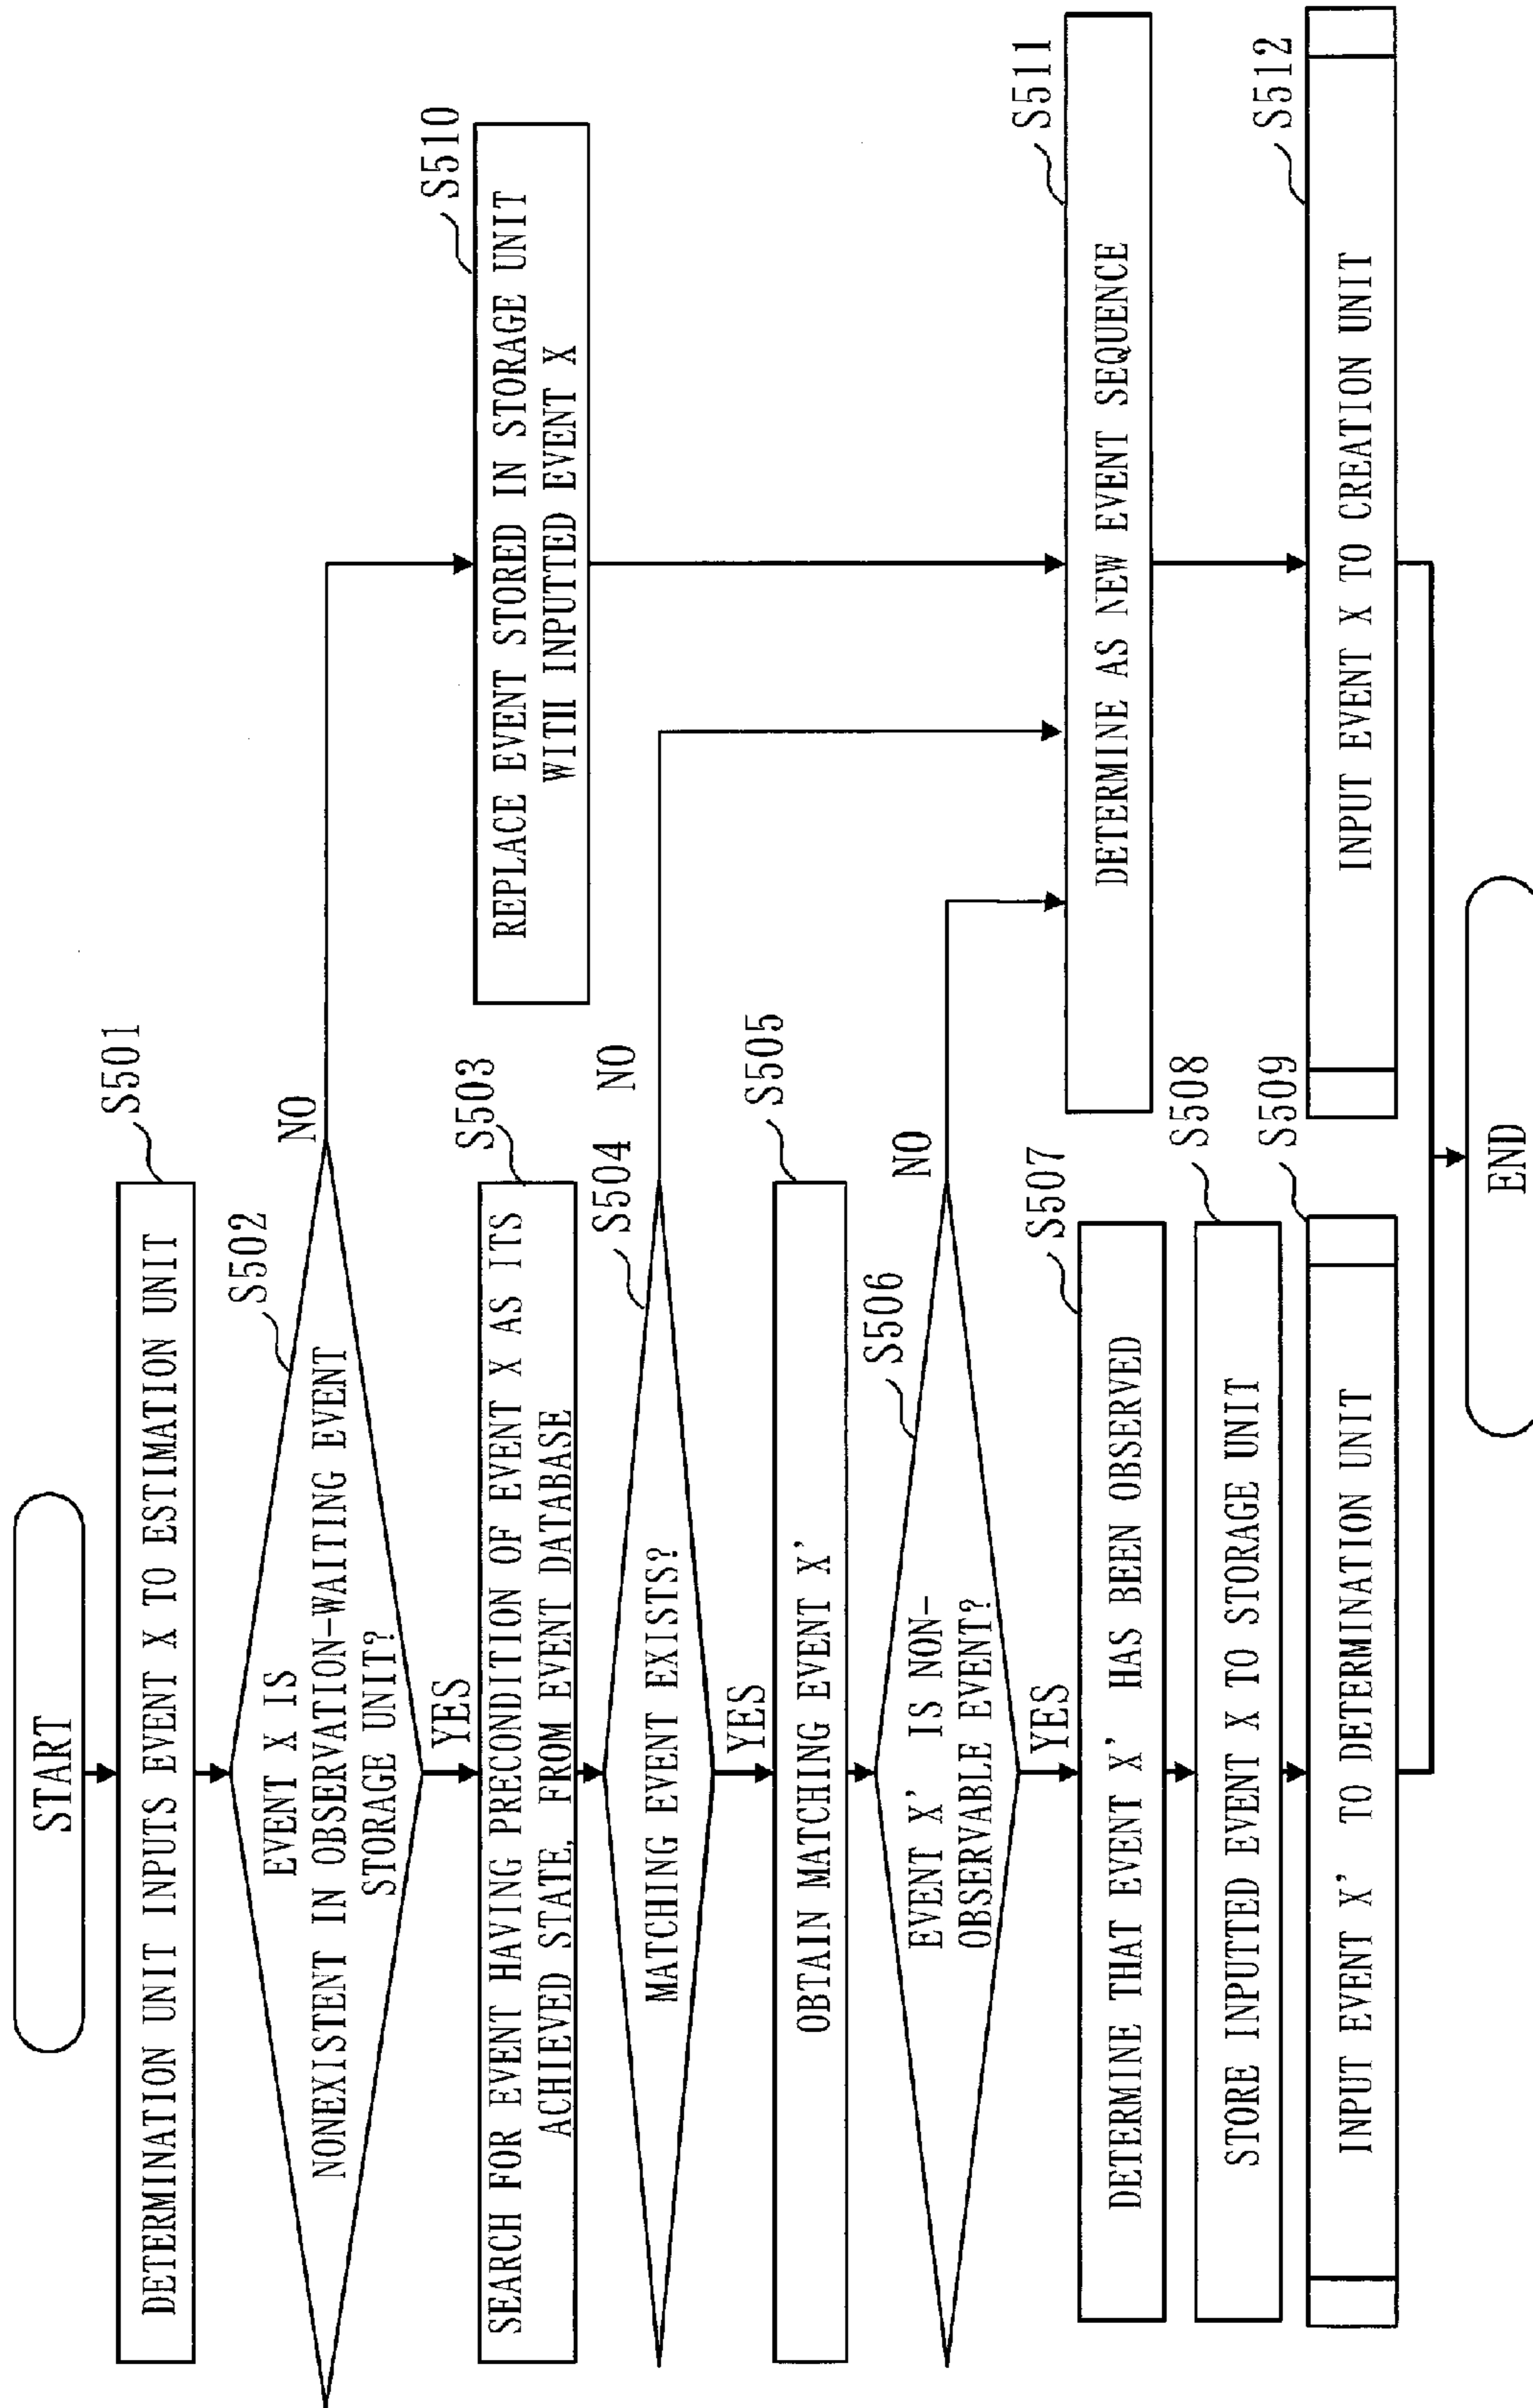 START
S501
DETERMINATION UNIT INPUTS EVENT X TO ESTIMATION UNIT
S502
EVENT X IS
NONEXISTENT IN OBSERVATION-WAITING EVENT
STORAGE UNIT?
NO
YES
S503
SEARCH FOR EVENT HAVING PRECONDITION OF EVENT X AS ITS
ACHIEVED STATE, FROM EVENT DATABASE
S510
REPLACE EVENT STORED IN STORAGE UNIT
WITH INPUTTED EVENT X
S504
NO
MATCHING EVENT EXISTS?
YES
S505
OBTAIN MATCHING EVENT X'
S506
NO
EVENT X' IS NON-
OBSERVABLE EVENT?
YES
S507
DETERMINE THAT EVENT X' HAS BEEN OBSERVED
S511
DETERMINE AS NEW EVENT SEQUENCE
S508
STORE INPUTTED EVENT X TO STORAGE UNIT
S509
INPUT EVENT X' TO DETERMINATION UNIT
S512
INPUT EVENT X TO CREATION UNIT
END